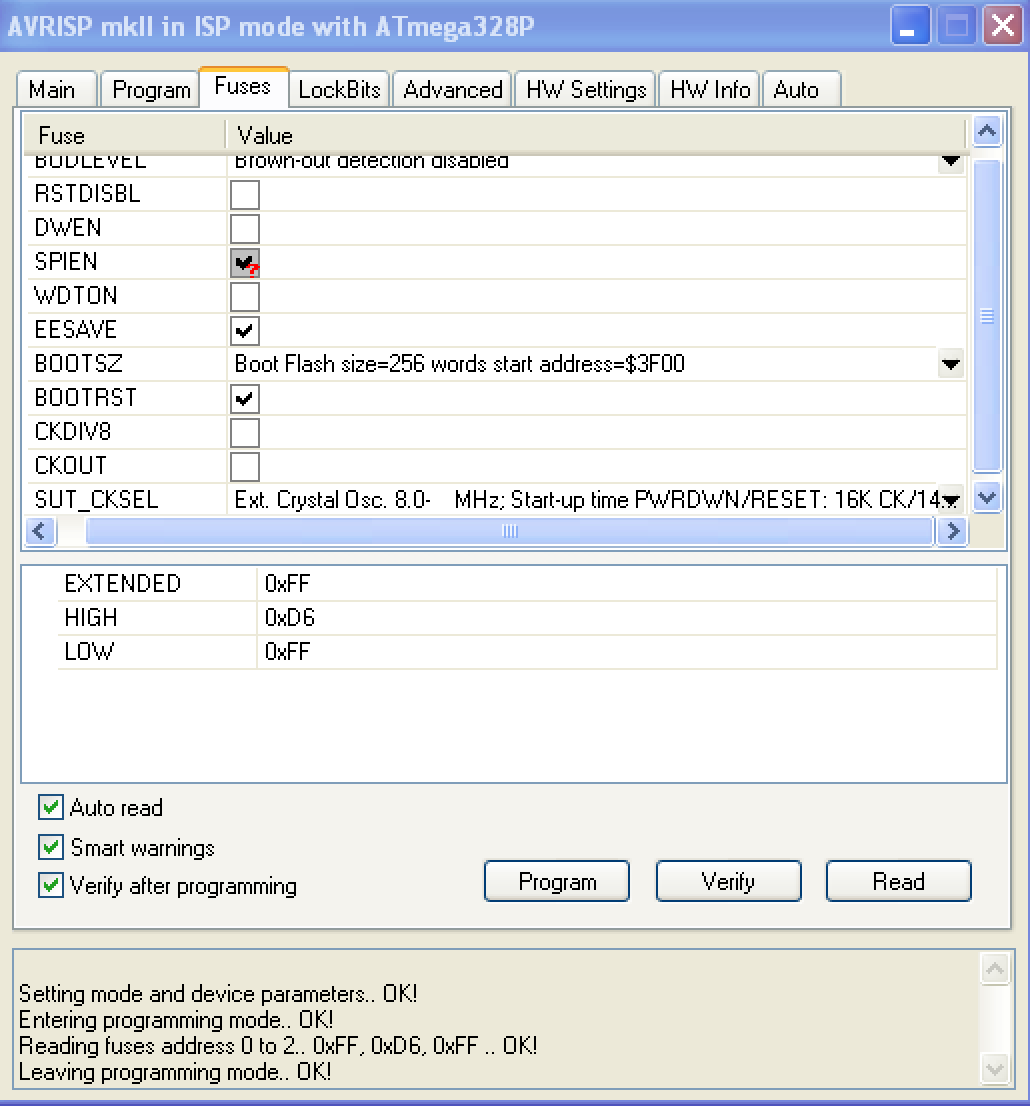 AVRISP mkII in ISP mode with ATmega328P
Main Program Fuses LockBits Advanced HW Settings HW Info Auto
Fuse Value
BODLEVEL Brown-out detection disabled
RSTDISBL
DWEN
SPIEN ?
WDTON
EESAVE
BOOTSZ Boot Flash size=256 words start address=$3F00
BOOTRST
CKDIV8
CKOUT
SUT_CKSEL Ext. Crystal Osc. 8.0- MHz; Start-up time PWRDWN/RESET: 16K CK/14...
EXTENDED 0xFF
HIGH 0xD6
LOW 0xFF
Auto read
Smart warnings
Verify after programming
Program Verify Read
Setting mode and device parameters.. OK!
Entering programming mode.. OK!
Reading fuses address 0 to 2.. 0xFF, 0xD6, 0xFF .. OK!
Leaving programming mode.. OK!